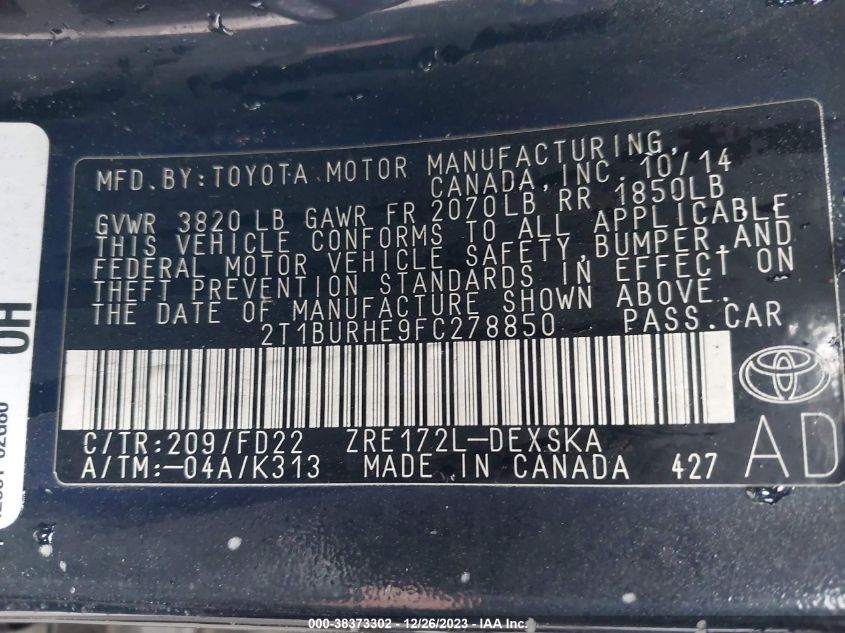 MFD.BY:TOYOTA MOTOR MANUFACTURING,
CANADA, INC. 10/14
GVWR 3820 LB GAWR FR 2070LB RR 1850LB
THIS VEHICLE CONFORMS TO ALL APPLICABLE
FEDERAL MOTOR VEHICLE SAFETY,BUMPER,AND
THEFT PREVENTION STANDARDS IN EFFECT ON
THE DATE OF MANUFACTURE SHOWN ABOVE.
2T1BURHE9FC278850 PASS.CAR
C/TR:209/FD22 ZRE172L-DEXSKA
A/TM:-04A/K313 MADE IN CANADA 427
AD
OH
000-38373302 - 12/26/2023 - IAA Inc.